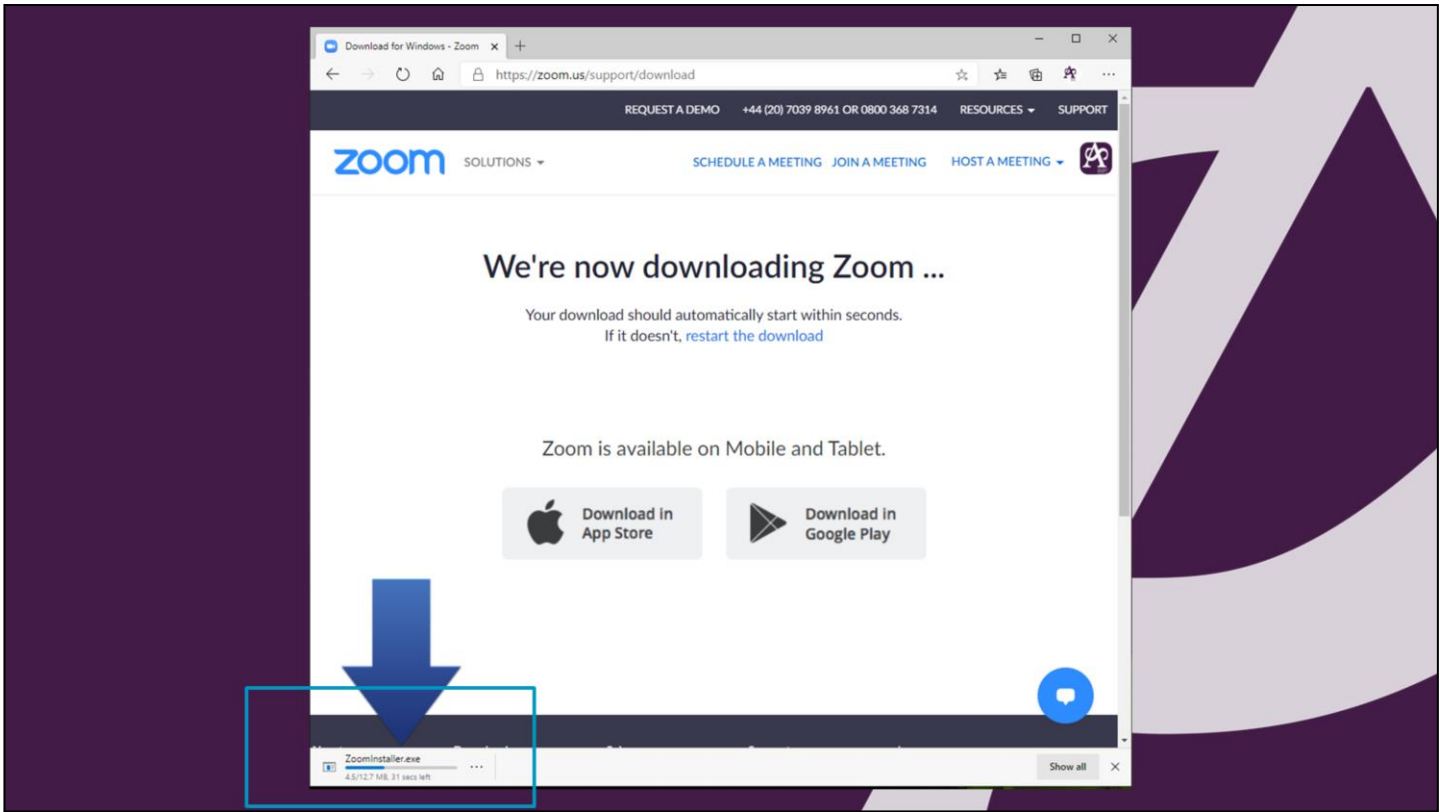 Download for Windows - Zoom
https://zoom.us/support/download
REQUEST A DEMO +44 (20) 7039 8961 OR 0800 368 7314 RESOURCES SUPPORT
zoom SOLUTIONS SCHEDULE A MEETING JOIN A MEETING HOST A MEETING
We're now downloading Zoom ...
Your download should automatically start within seconds.
If it doesn't, restart the download
Zoom is available on Mobile and Tablet.
Download in
App Store
Download in
Google Play
ZoomInstaller.exe
4.5/12.7 MB, 31 secs left
Show all